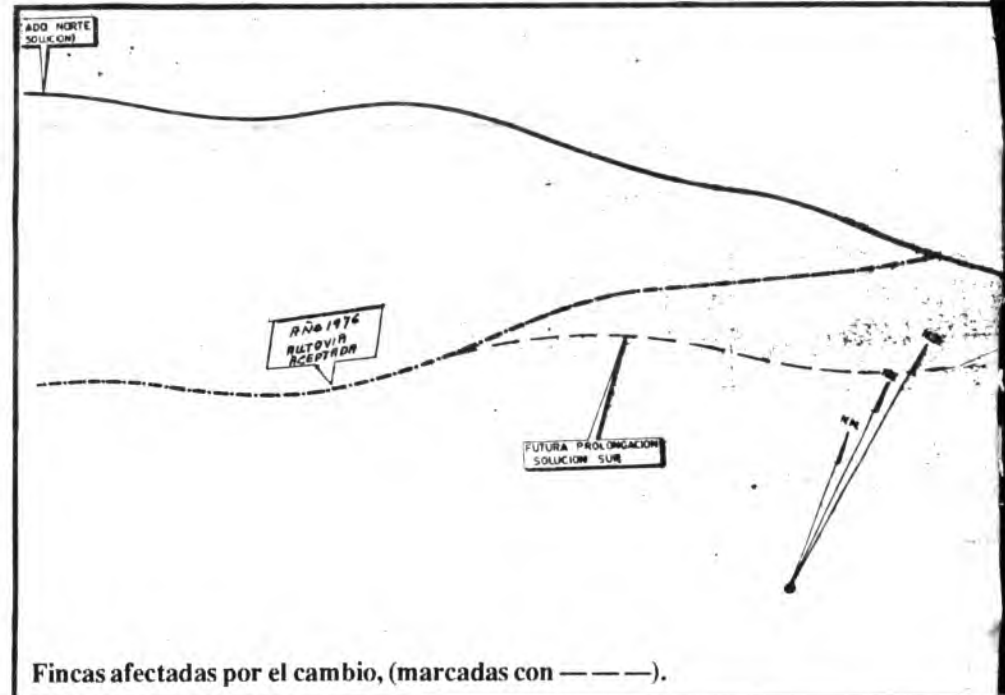 ADO NORTE
SOLUCION)
AÑO 1976
AUTOVIA
ACEPTADA
FUTURA PROLONGACION
SOLUCION SUR
Fincas afectadas por el cambio, (marcadas con — — —).